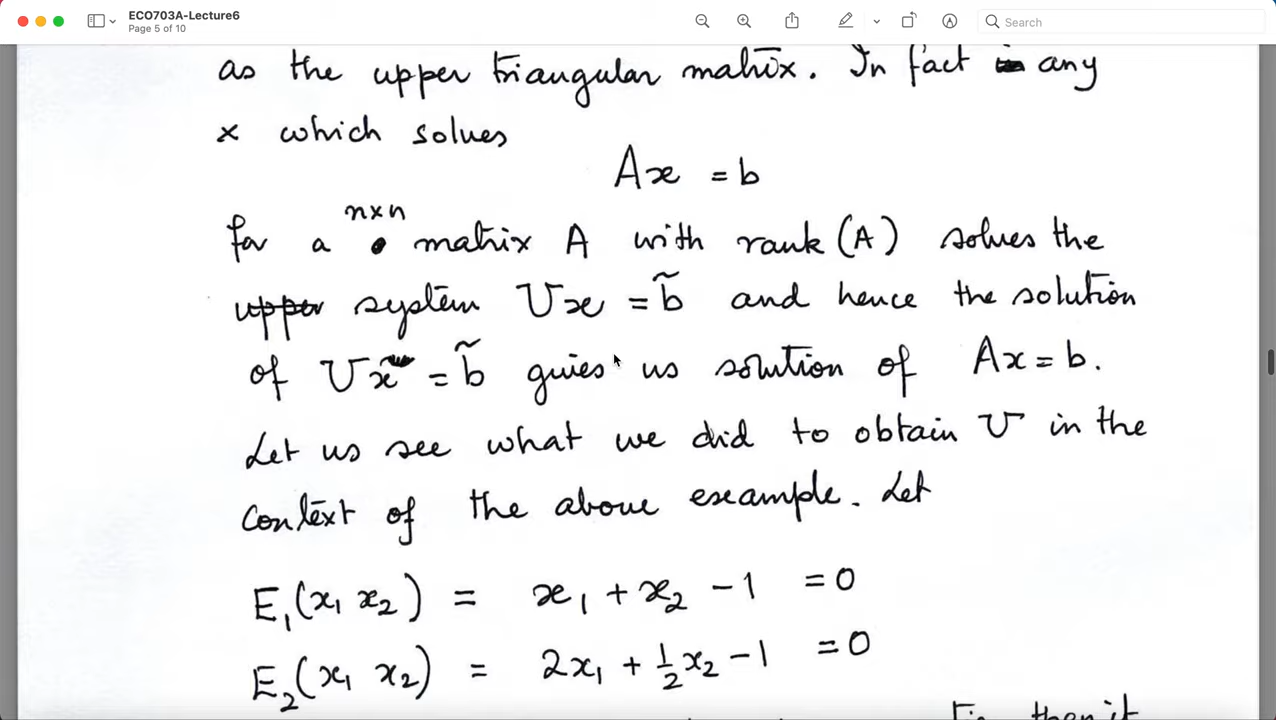 ECO703A-Lecture6
Page 5 of 10
Search
as the upper triangular matrix. In fact any
x which solves
Ax = b
n×n
for a matrix A with rank (A) solves the
upper system Ux = b̃ and hence the solution
of Ux = b̃ gives us solution of Ax = b.
Let us see what we did to obtain U in the
context of the above example. Let
E₁(x₁ x₂) = x₁ + x₂ - 1 = 0
E₂(x₁ x₂) = 2x₁ + ½x₂ - 1 = 0
then it